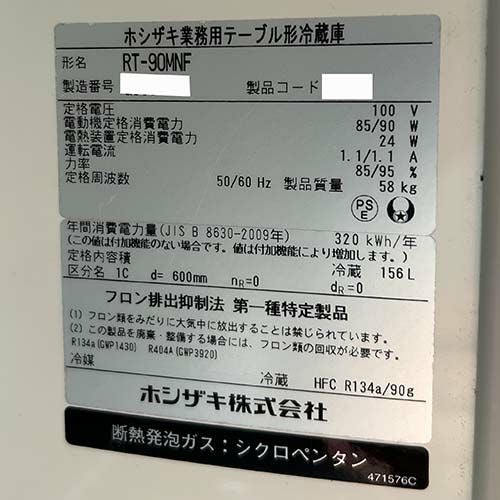 ホシザキ業務用テーブル形冷蔵庫
形名 RT-90MNF
製造番号 製品コード
定格電圧 100 V
電動機定格消費電力 85/90 W
電熱装置定格消費電力 24 W
運転電流 1.1/1.1 A
力率 85/95 %
定格周波数 50/60 Hz 製品質量 58 kg
PSE
年間消費電力量(JIS B 8630-2009年) 320 kWh/年
(この値は付加機能のない場合です。値は付加機能により増加します。)
定格内容積 冷蔵 156 L
区分名 1C d= 600mm nR=0 dR=0
フロン排出抑制法 第一種特定製品
(1) フロン類をみだりに大気中に放出することは禁じられています。
(2) この製品を廃棄・整備する場合には、フロン類の回収が必要です。
R134a(GWP1430) R404A(GWP3920)
冷媒 冷蔵 HFC R134a/90g
ホシザキ株式会社
断熱発泡ガス：シクロペンタン
471576C